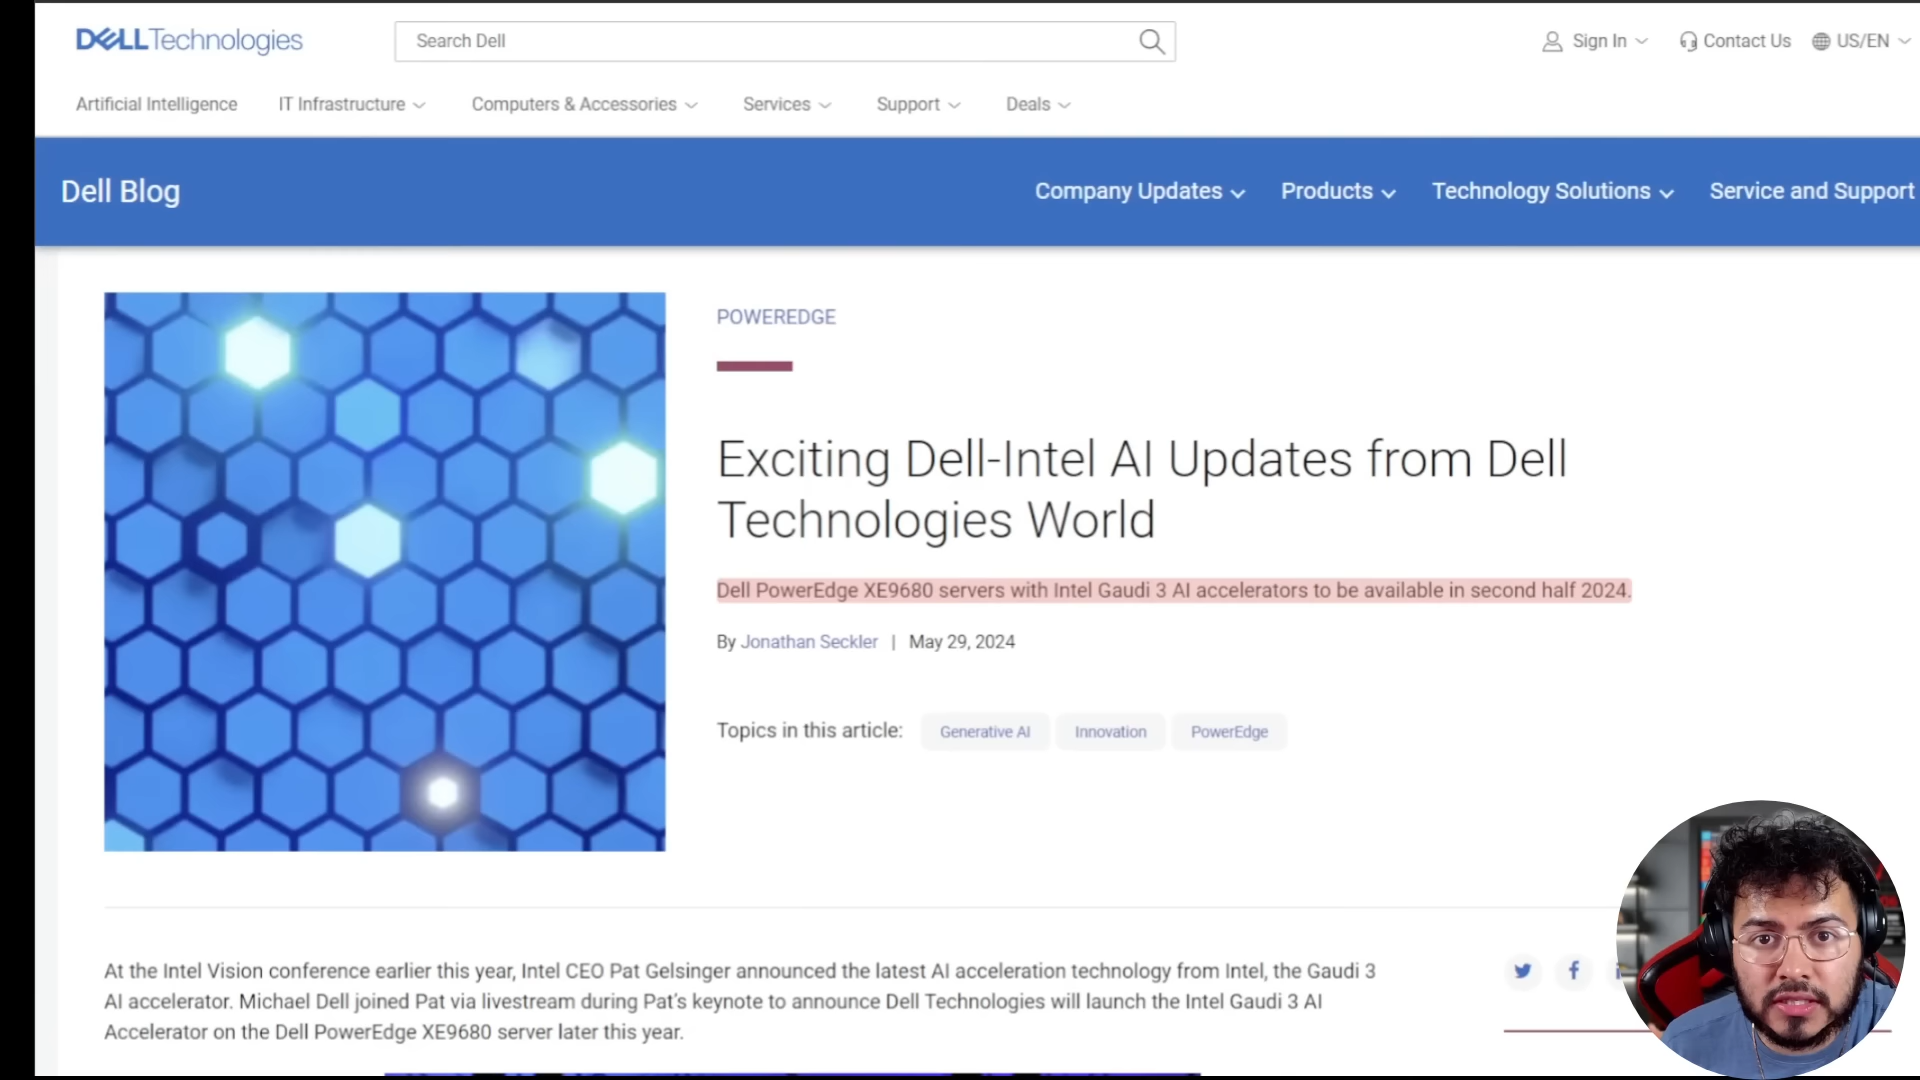 DELLTechnologies
Search Dell
Sign In
Contact Us
US/EN
Artificial Intelligence
IT Infrastructure
Computers & Accessories
Services
Support
Deals
Dell Blog
Company Updates
Products
Technology Solutions
Service and Support
POWEREDGE
Exciting Dell-Intel AI Updates from Dell
Technologies World
Dell PowerEdge XE9680 servers with Intel Gaudi 3 AI accelerators to be available in second half 2024.
By Jonathan Seckler | May 29, 2024
Topics in this article:
Generative AI
Innovation
PowerEdge
At the Intel Vision conference earlier this year, Intel CEO Pat Gelsinger announced the latest AI acceleration technology from Intel, the Gaudi 3
AI accelerator. Michael Dell joined Pat via livestream during Pat's keynote to announce Dell Technologies will launch the Intel Gaudi 3 AI
Accelerator on the Dell PowerEdge XE9680 server later this year.